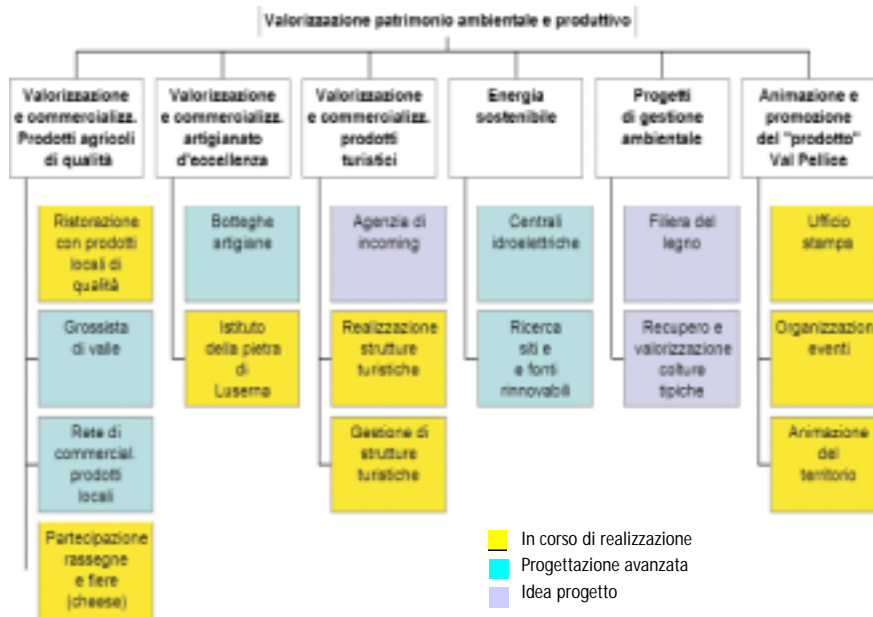 Valorizzazione patrimonio ambientale e produttivo
Valorizzazione
e commercializz.
Prodotti agricoli
di qualità
Valorizzazione
e commercializz.
artigianato
d'eccellenza
Valorizzazione
e commercializz.
prodotti
turistici
Energia
sostenibile
Progetti
di gestione
ambientale
Animazione e
promozione
del "prodotto"
Val Pellice
Ristorazione
con prodotti
locali di
qualità
Grossista
di valle
Rete di
commercial.
prodotti
locali
Partecipazione
rassegne
e fiere
(cheese)
Botteghe
artigiane
Istituto
della pietra
di
Luserna
Agenzia di
incoming
Realizzazione
strutture
turistiche
Gestione di
strutture
turistiche
Centrali
idroelettriche
Ricerca
siti e
e fonti
rinnovabili
Filiera del
legno
Recupero e
valorizzazione
colture
tipiche
Ufficio
stampa
Organizzazione
eventi
Animazione
del
territorio
In corso di realizzazione
Progettazione avanzata
Idea progetto